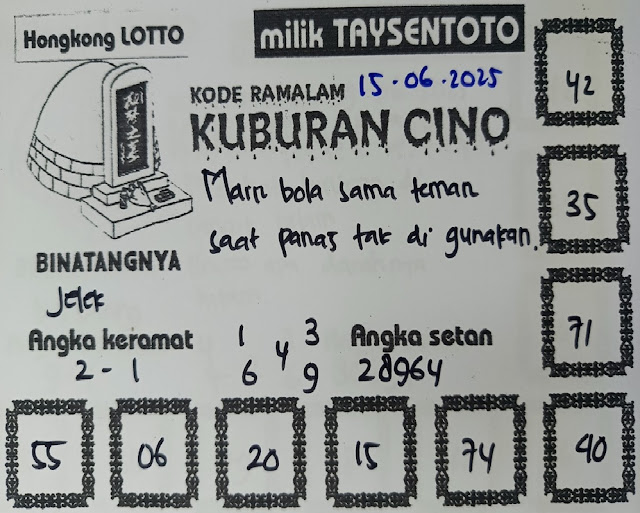 Hongkong LOTTO
milik TAYSENTOTO
KODE RAMALAM 15.06.2025
KUBURAN CINO
Main bola sama teman
saat panas tak di gunakan.
BINATANGNYA
Jelek
Angka keramat
2 - 1
1 3
4
6 9
Angka setan
28964
42
35
71
55 06 20 15 74 40